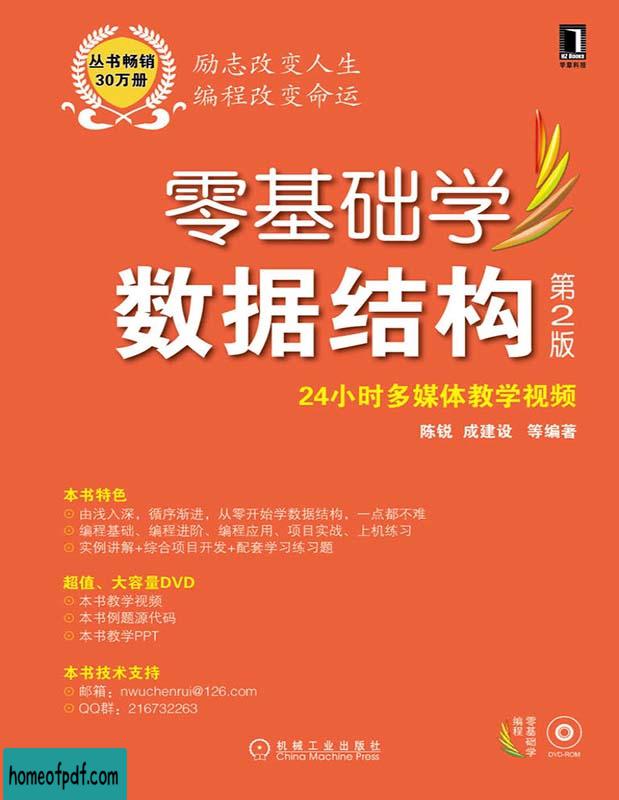 丛书畅销
30万册
励志改变人生
编程改变命运
HZ Books
华章科技
零基础学
数据结构
第2版
24小时多媒体教学视频
陈锐 成建设 等编著
本书特色
由浅入深，循序渐进，从零开始学数据结构，一点都不难
编程基础、编程进阶、编程应用、项目实战、上机练习
实例讲解+综合项目开发+配套学习练习题
超值、大容量DVD
本书教学视频
本书例题源代码
本书教学PPT
本书技术支持
邮箱：nwuchenrui@126.com
QQ群：216732263
机械工业出版社
China Machine Press
零基础学
编程
DVD-ROM
homeofpdf.com